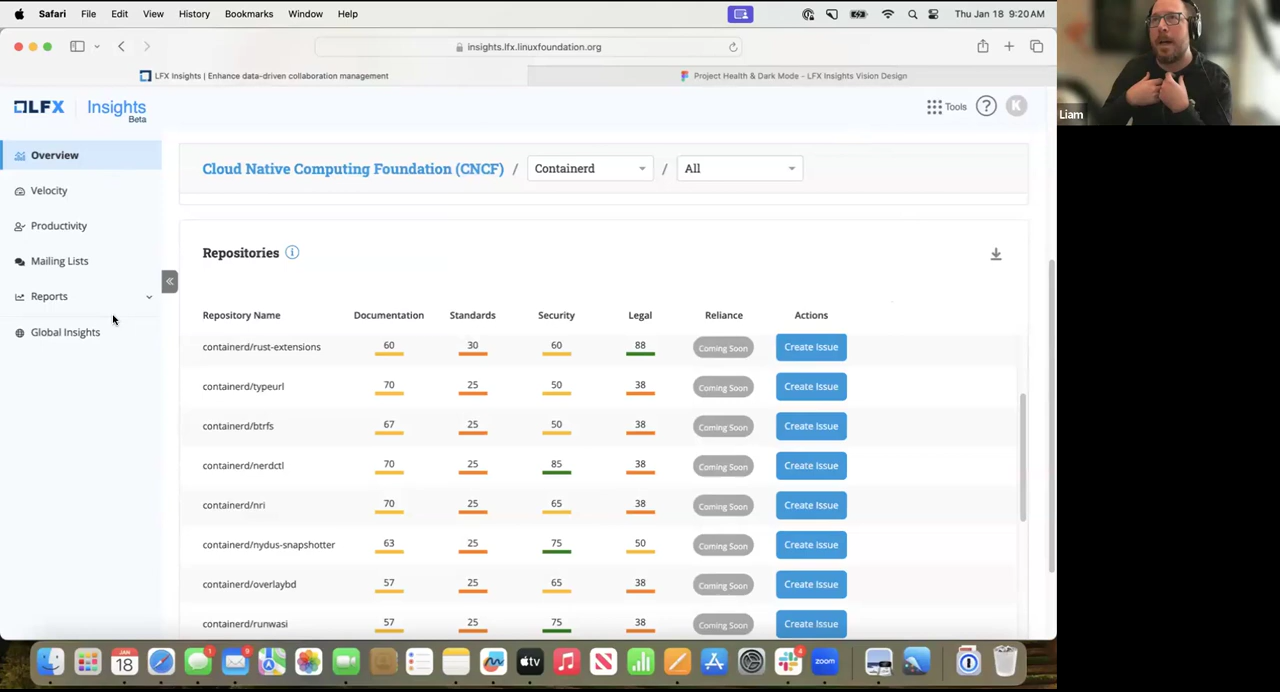 Safari File Edit View History Bookmarks Window Help Thu Jan 18 9:20 AM
insights.lfx.linuxfoundation.org
LFX Insights | Enhance data-driven collaboration management
Project Health & Dark Mode - LFX Insights Vision Design
LFX Insights
Beta
Tools ? K
Liam
Overview
Velocity
Productivity
Mailing Lists
Reports
Global Insights
Cloud Native Computing Foundation (CNCF) / Containerd / All
Repositories i
Repository Name Documentation Standards Security Legal Reliance Actions
containerd/rust-extensions 60 30 60 88 Coming Soon Create Issue
containerd/typeurl 70 25 50 38 Coming Soon Create Issue
containerd/btrfs 67 25 50 38 Coming Soon Create Issue
containerd/nerdctl 70 25 85 38 Coming Soon Create Issue
containerd/nri 70 25 65 38 Coming Soon Create Issue
containerd/nydus-snapshotter 63 25 75 50 Coming Soon Create Issue
containerd/overlaybd 57 25 65 38 Coming Soon Create Issue
containerd/runwasi 57 25 75 38 Coming Soon Create Issue
JAN
18
1
9
tv
4
zoom